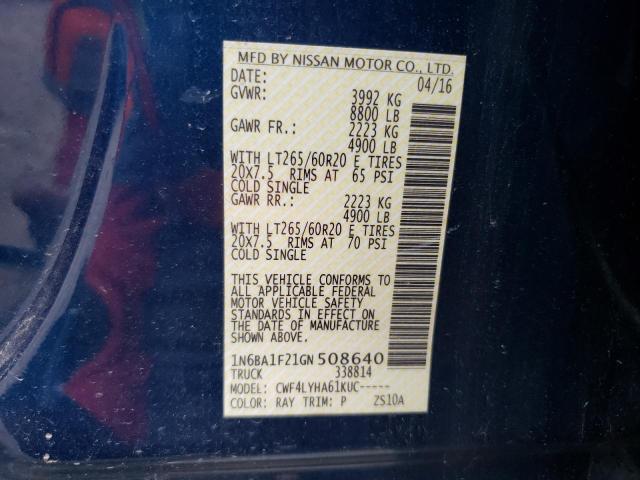 MFD BY NISSAN MOTOR CO., LTD.
DATE: 04/16
GVWR: 3992 KG
8800 LB
GAWR FR.: 2223 KG
4900 LB
WITH LT265/60R20 E TIRES
20X7.5 RIMS AT 65 PSI
COLD SINGLE
GAWR RR.: 2223 KG
4900 LB
WITH LT265/60R20 E TIRES
20X7.5 RIMS AT 70 PSI
COLD SINGLE
THIS VEHICLE CONFORMS TO
ALL APPLICABLE FEDERAL
MOTOR VEHICLE SAFETY
STANDARDS IN EFFECT ON
THE DATE OF MANUFACTURE
SHOWN ABOVE.
1N6BA1F21GN508640
TRUCK 338814
MODEL: CWF4LYHA61KUC-----
COLOR: RAY TRIM: P ZS10A